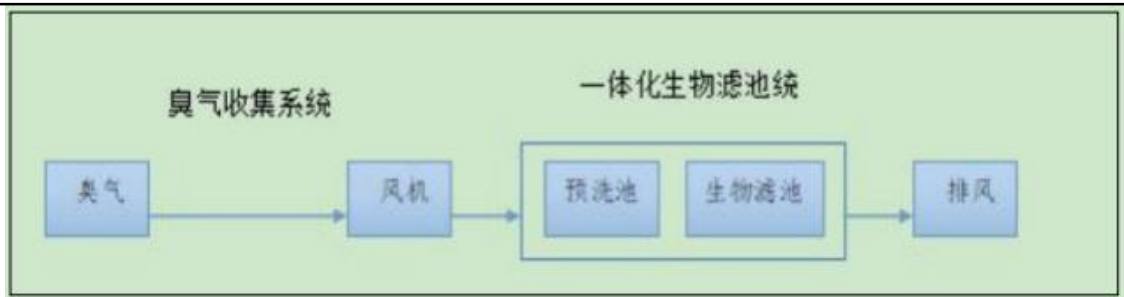 一体化生物滤池统
臭气收集系统
臭气
风机
预洗池
生物滤池
排风